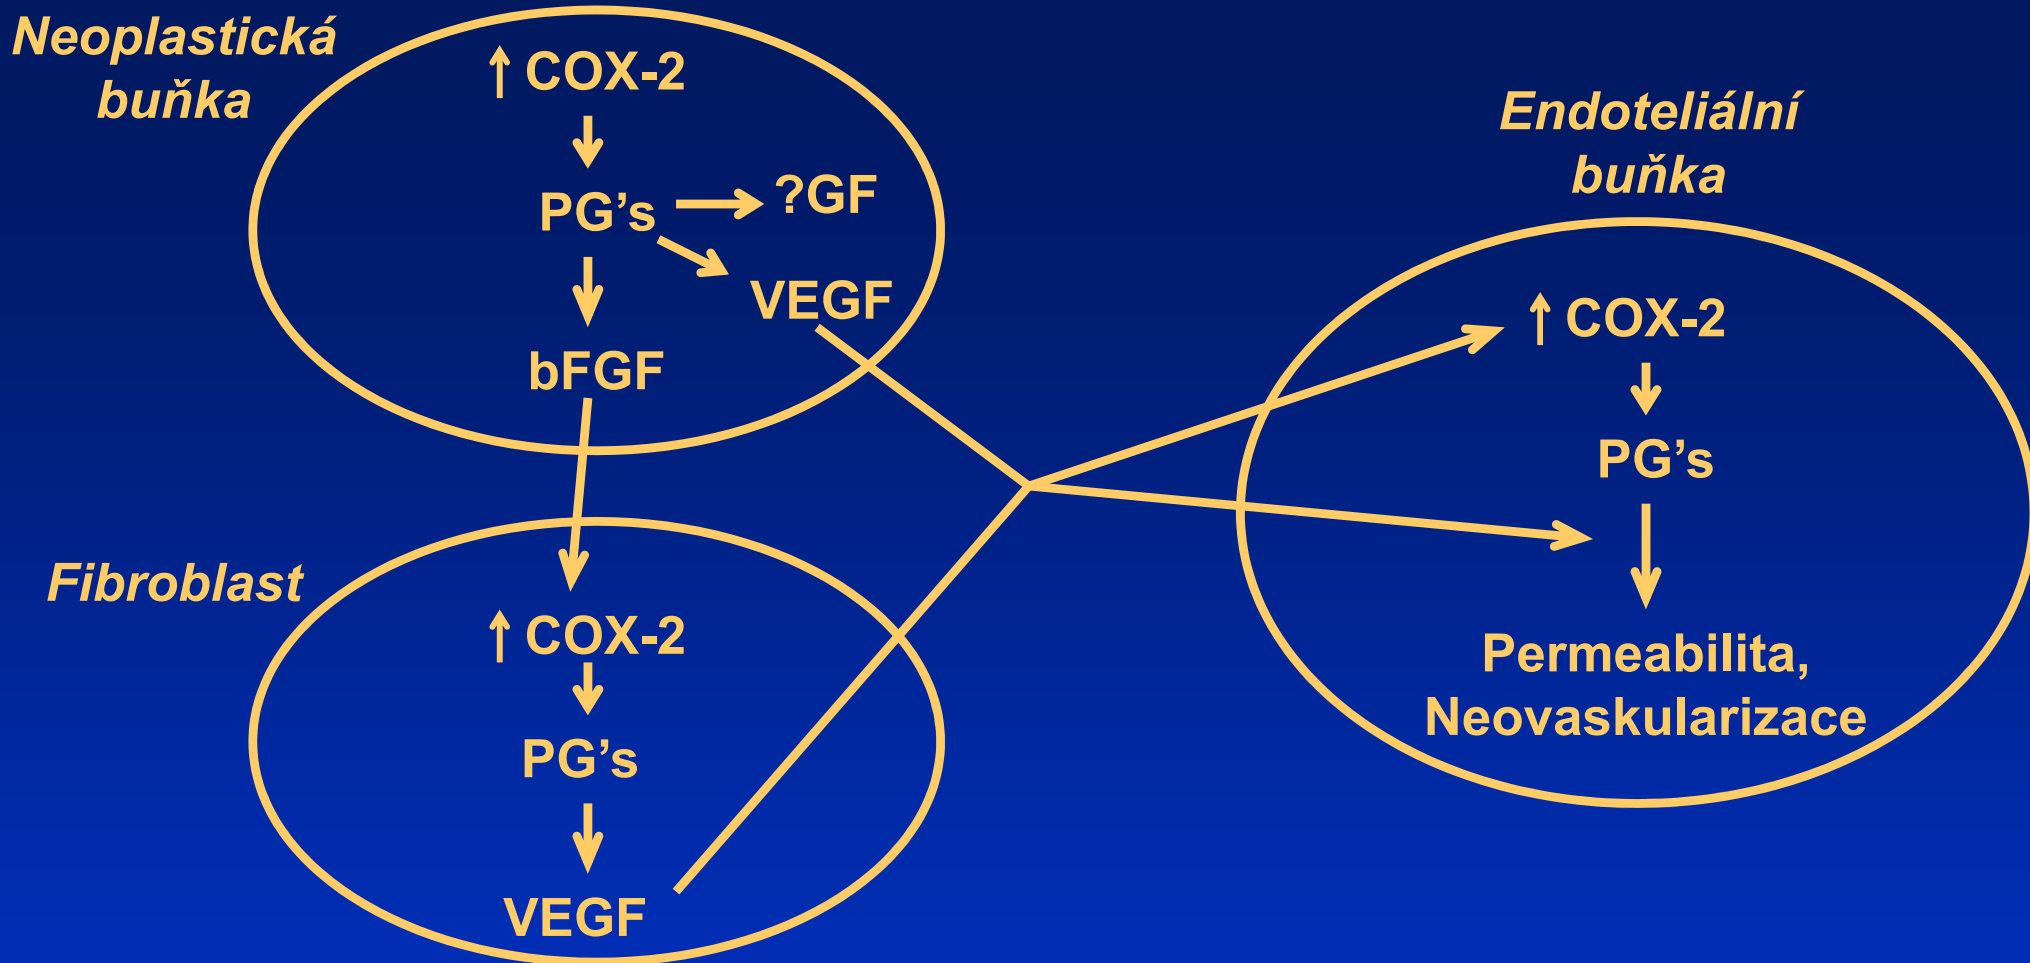 Neoplastická
buňka
↑ COX-2
PG’s
?GF
VEGF
bFGF
Fibroblast
↑ COX-2
PG’s
VEGF
Endoteliální
buňka
↑ COX-2
PG’s
Permeabilita,
Neovaskularizace